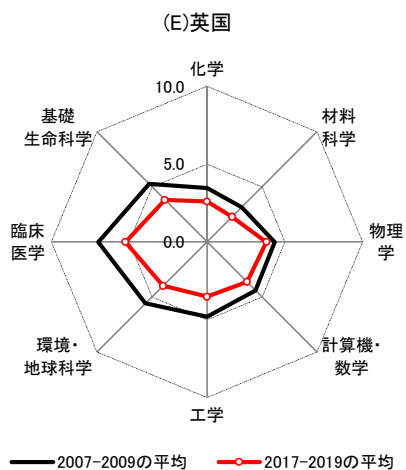 (E)英国
化学
10.0
基礎
生命科学
材料
科学
5.0
臨床
医学
0.0
物理
学
環境・
地球科学
計算機・
数学
工学
2007-2009の平均
2017-2019の平均